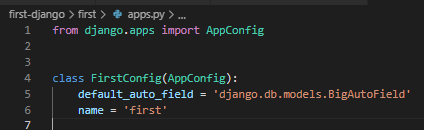 first-django > first > apps.py > ...
1 from django.apps import AppConfig
2
3
4 class FirstConfig(AppConfig):
5     default_auto_field = 'django.db.models.BigAutoField'
6     name = 'first'
7